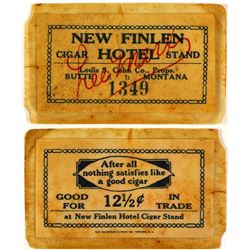 NEW FINLEN
CIGAR HOTEL STAND
Louis S. Cohn Co., Props.
BUTTE MONTANA
1349
After all
nothing satisfies like
a good cigar
GOOD FOR 12½¢ IN TRADE
at New Finlen Hotel Cigar Stand